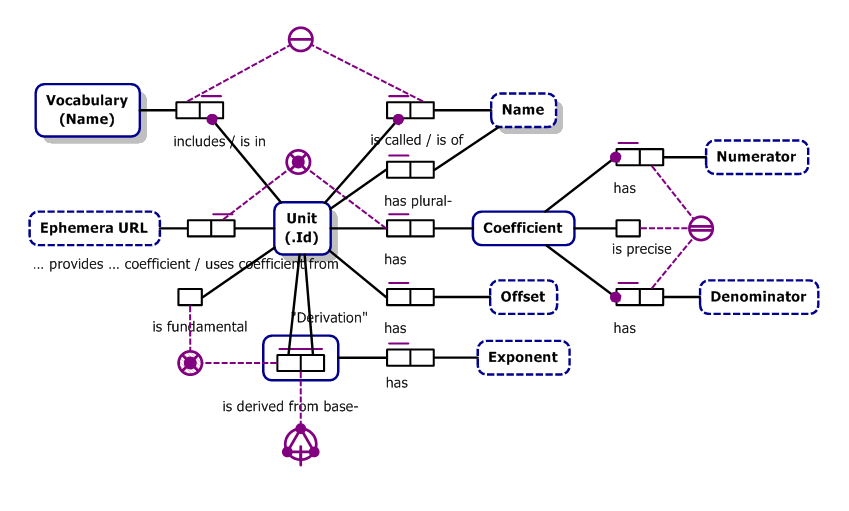 Vocabulary
(Name)
includes / is in
is called / is of
Name
has plural-
Numerator
has
Ephemera URL
Unit
(.Id)
Coefficient
is precise
… provides … coefficient / uses coefficient from
has
is fundamental
"Derivation"
Offset
has
Denominator
has
Exponent
has
is derived from base-